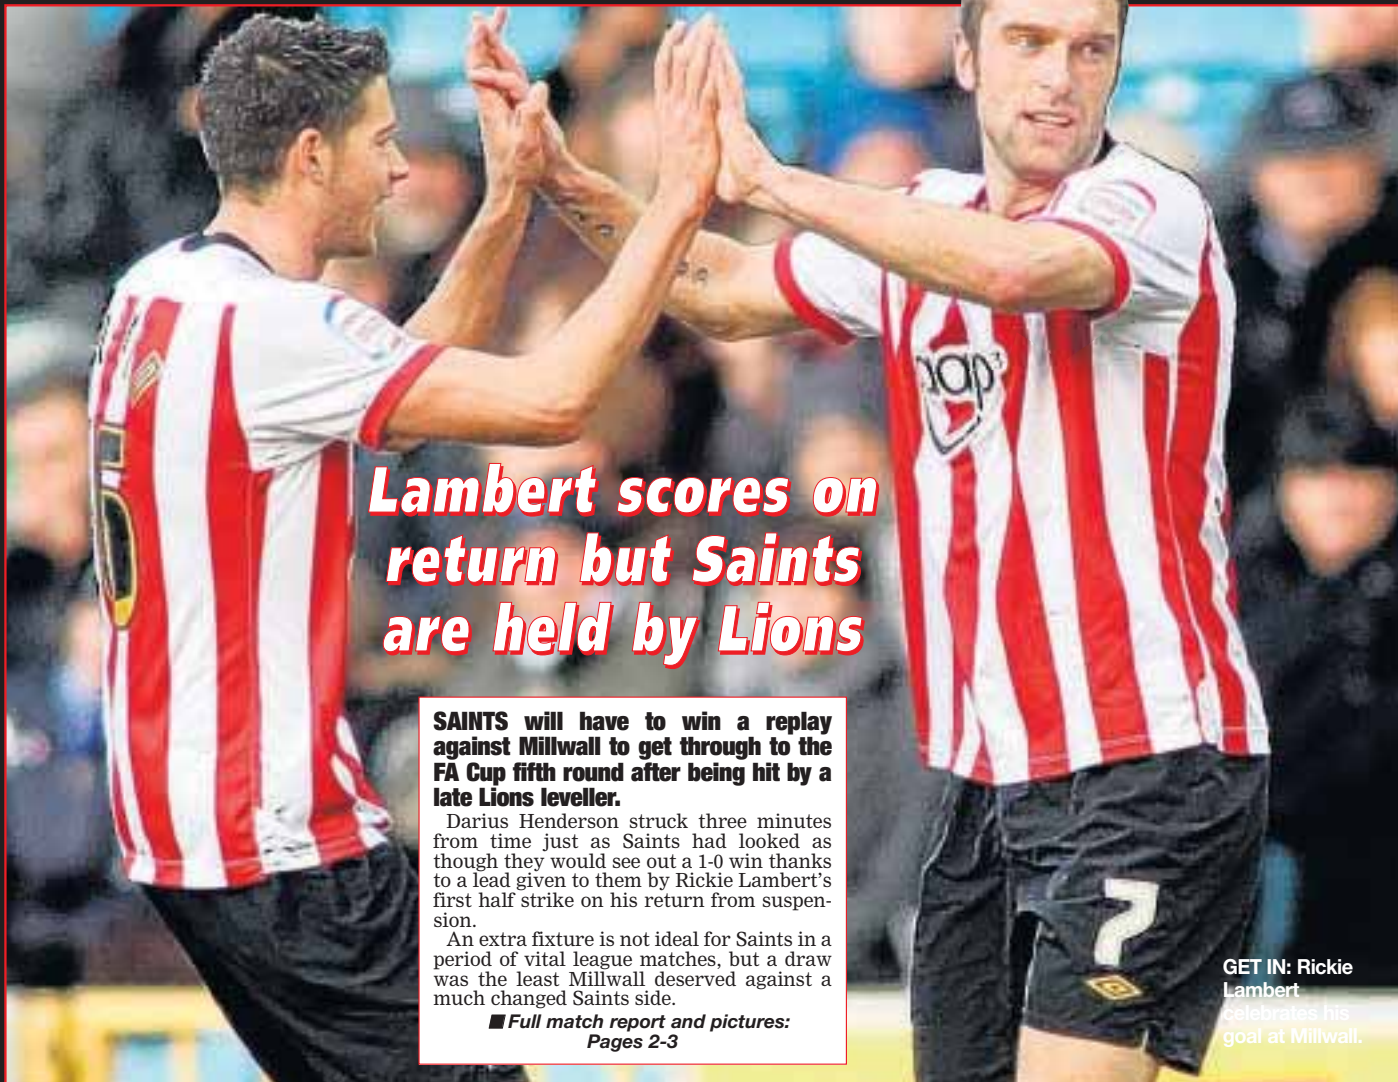 Lambert scores on
return but Saints
are held by Lions
SAINTS will have to win a replay
against Millwall to get through to the
FA Cup fifth round after being hit by a
late Lions leveller.
Darius Henderson struck three minutes
from time just as Saints had looked as
though they would see out a 1-0 win thanks
to a lead given to them by Rickie Lambert's
first half strike on his return from suspen-
sion.
An extra fixture is not ideal for Saints in a
period of vital league matches, but a draw
was the least Millwall deserved against a
much changed Saints side.
■ Full match report and pictures:
Pages 2-3
GET IN: Rickie
Lambert
celebrates his
goal at Millwall.
aap³
7